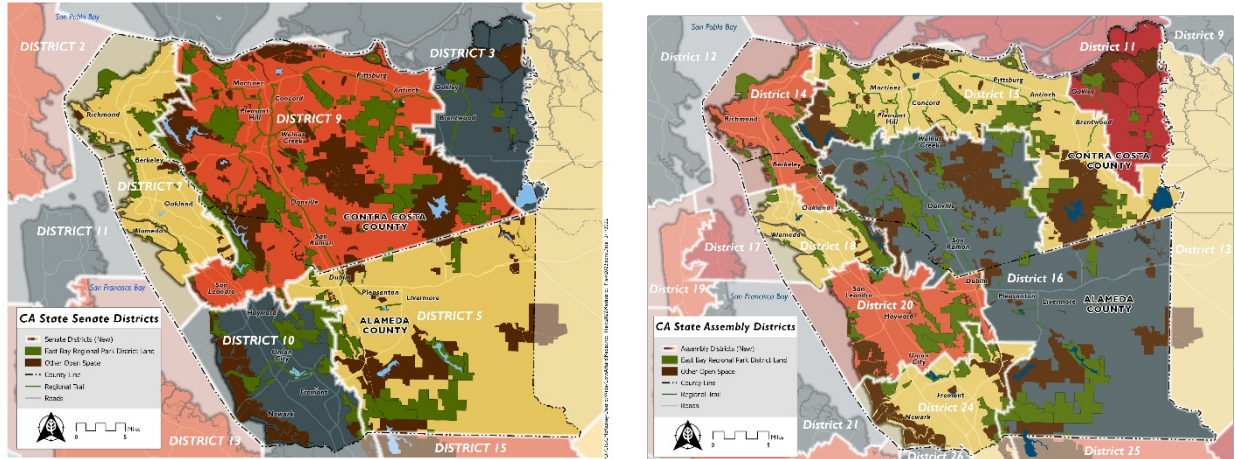 San Pablo Bay
DISTRICT 2
DISTRICT 3
Martinez
Pittsburg
Oakley
Concord
Antioch
Richmond
Pleasant
Hill
DISTRICT 9
Brentwood
Walnut
Creek
Berkeley
DISTRICT 7
Oakland
Danville
CONTRA COSTA
COUNTY
Alameda
DISTRICT 11
San
Ramon
San Francisco Bay
San
Leandro
Dublin
Pleasanton
Livermore
CA State Senate Districts
Senate Districts (New)
East Bay Regional Park District Land
Other Open Space
County Line
Regional Trail
Roads
Miles
0
5
Hayward
ALAMEDA
COUNTY
DISTRICT 5
DISTRICT 10
Union
City
Fremont
Newark
DISTRICT 13
DISTRICT 15
San Pablo Bay
District 12
District 11
District 9
District 14
Martinez
Pittsburg
District 15
Oakley
Antioch
Concord
Richmond
Pleasant
Hill
Brentwood
Walnut
Creek
CONTRA COSTA
COUNTY
Berkeley
Oakland
Danville
Alameda
District 17
District 18
San
Ramon
District 13
District 19
San Francisco Bay
Dublin
District 16
San
Leandro
District 20
Pleasanton
Livermore
Hayward
ALAMEDA
COUNTY
CA State Assembly Districts
Assembly Districts (New)
East Bay Regional Park District Land
Other Open Space
County Line
Regional Trail
Roads
Miles
0
5
Union
City
Fremont
District 24
Newark
District 21
District 26
District 25